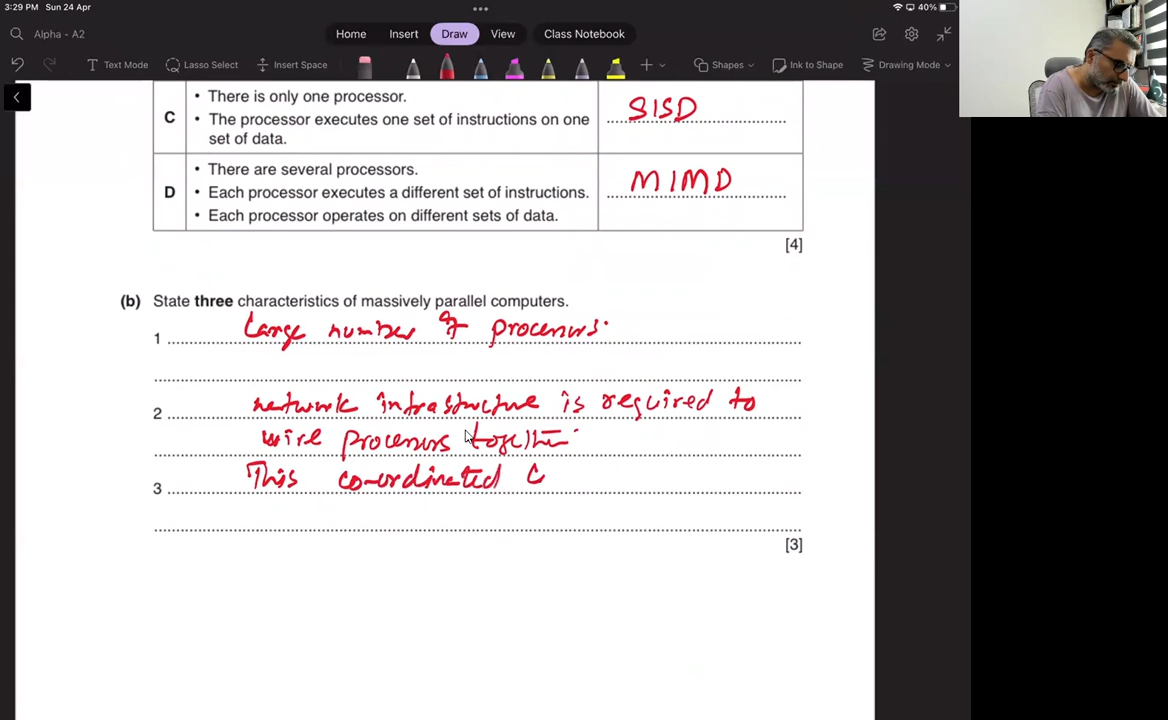 3:29 PM Sun 24 Apr
40%
Alpha - A2
Home Insert Draw View Class Notebook
Text Mode Lasso Select Insert Space Shapes Ink to Shape Drawing Mode
C
• There is only one processor.
• The processor executes one set of instructions on one
set of data.
SISD
D
• There are several processors.
• Each processor executes a different set of instructions.
• Each processor operates on different sets of data.
MIMD
[4]
(b) State three characteristics of massively parallel computers.
1 Large number of processors.
2 network infrastructure is required to
wire processors together.
3 This co-ordinated C
[3]